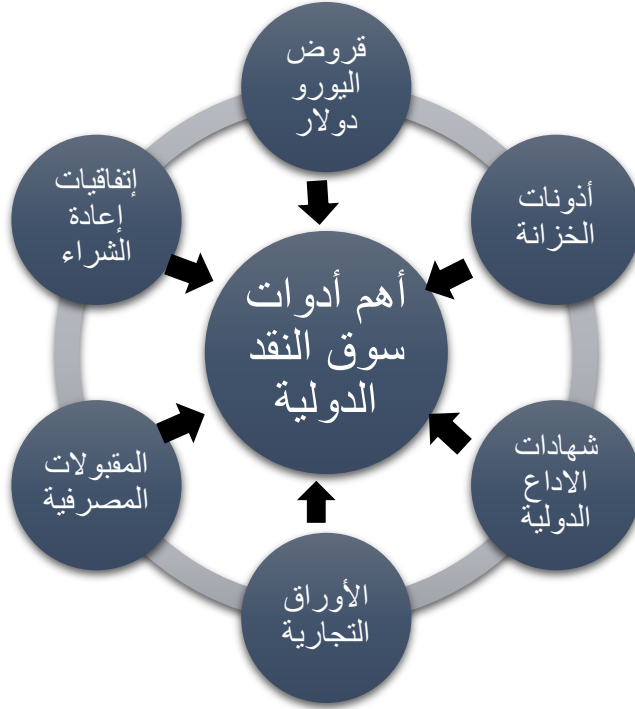 قروض
اليورو
دولار
أذونات
الخزانة
شهادات
الاداع
الدولية
الأوراق
التجارية
المقبولات
المصرفية
إتفاقيات
إعادة
الشراء
أهم أدوات
سوق النقد
الدولية